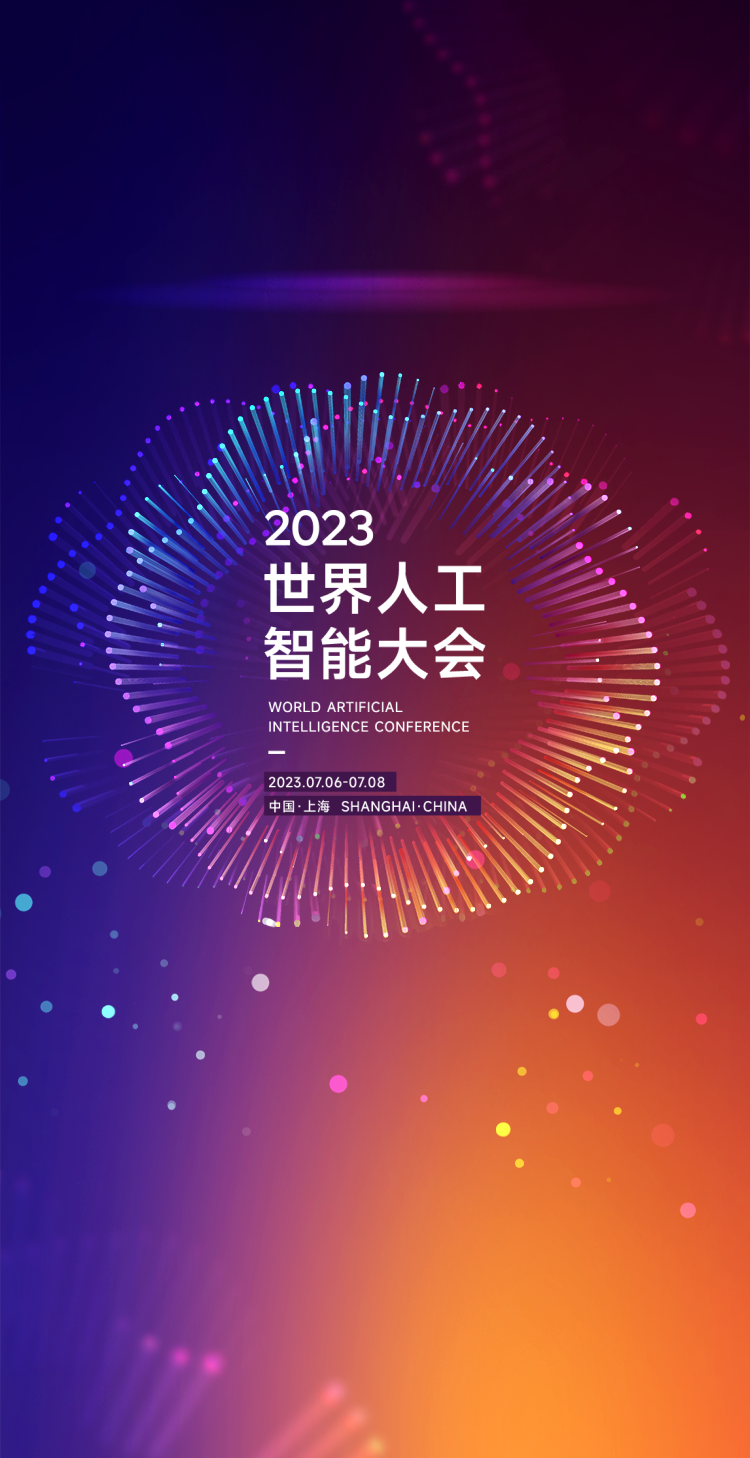 2023
世界人工
智能大会
WORLD ARTIFICIAL
INTELLIGENCE CONFERENCE
2023.07.06-07.08
中国·上海 SHANGHAI·CHINA